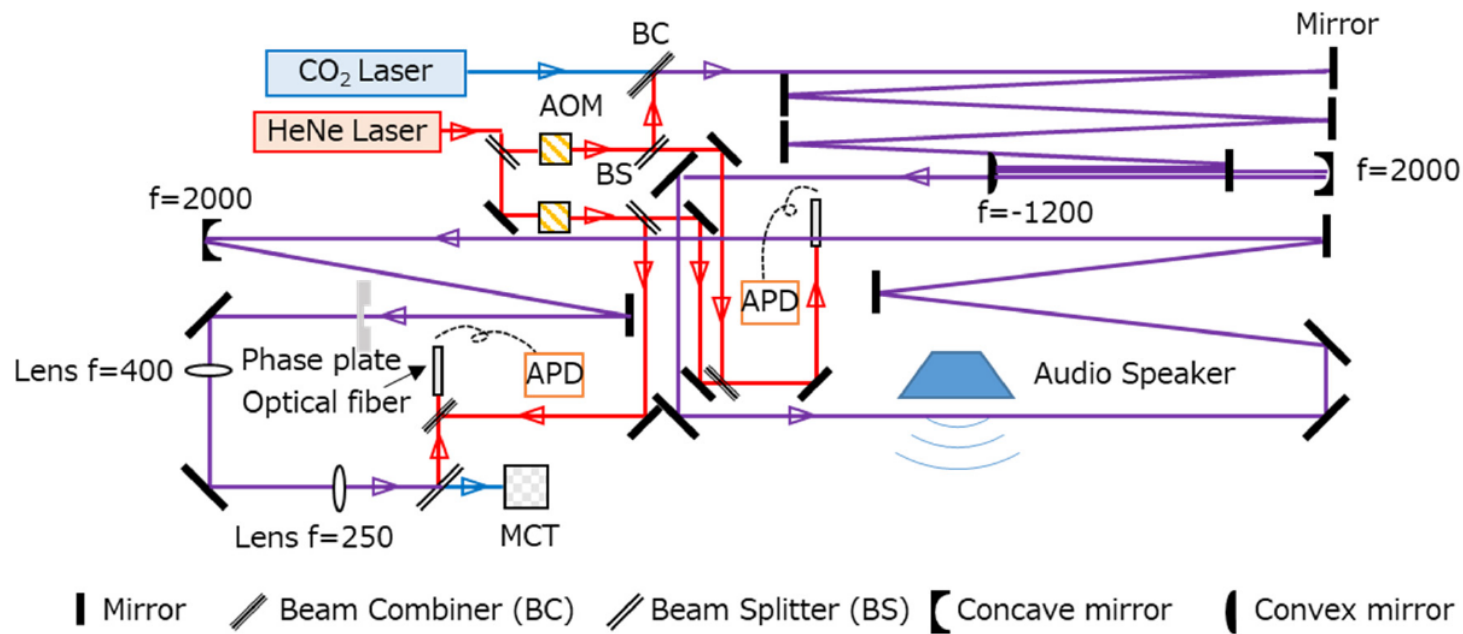 Mirror
BC
CO₂ Laser
AOM
HeNe Laser
BS
f=2000
f=-1200
f=2000
APD
Lens f=400
Phase plate
Optical fiber
APD
Audio Speaker
Lens f=250
MCT
Mirror
Beam Combiner (BC)
Beam Splitter (BS)
Concave mirror
Convex mirror